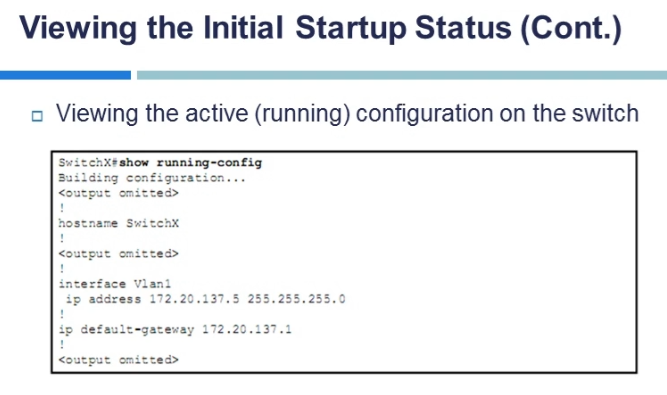 Viewing the Initial Startup Status (Cont.)
Viewing the active (running) configuration on the switch
SwitchX#show running-config
Building configuration...
<output omitted>
!
hostname SwitchX
!
<output omitted>
!
interface Vlan1
 ip address 172.20.137.5 255.255.255.0
!
ip default-gateway 172.20.137.1
!
<output omitted>